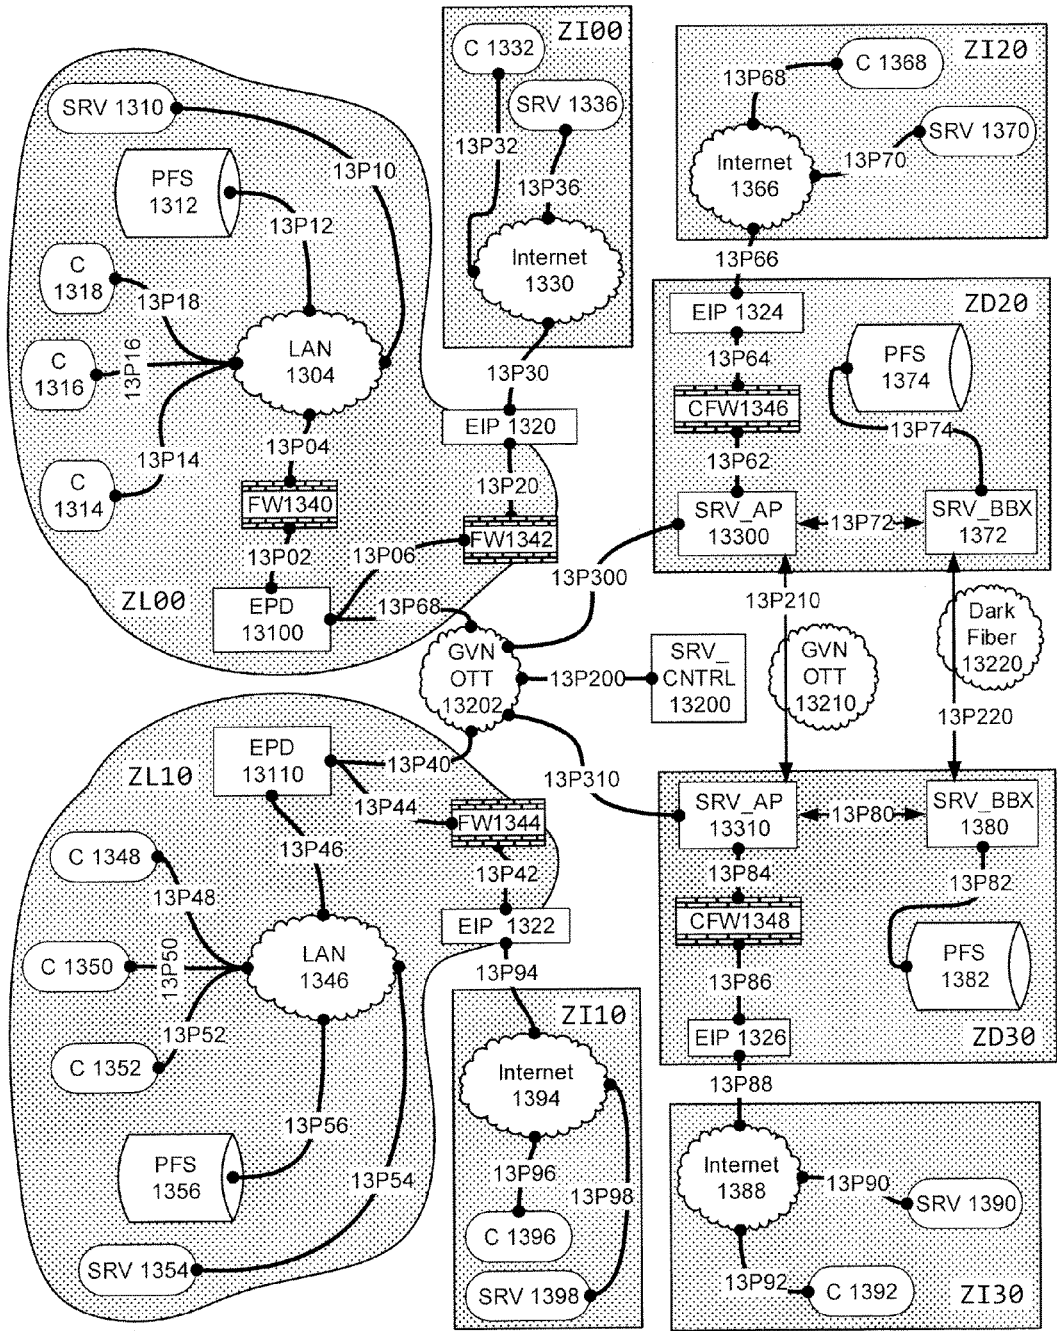 ZI00
C 1332
SRV 1336
13P32
13P36
Internet
1330
13P30
ZI20
C 1368
13P68
SRV 1370
13P70
Internet
1366
13P66
SRV 1310
13P10
PFS
1312
13P12
C
1318
13P18
C
1316
13P16
C
1314
13P14
LAN
1304
13P04
FW1340
13P02
EPD
13100
ZL00
13P06
13P68
EIP 1320
13P20
FW1342
ZD20
EIP 1324
13P64
CFW1346
13P62
SRV_AP
13300
PFS
1374
13P74
13P72
SRV_BBX
1372
13P300
GVN
OTT
13202
13P200
SRV_
CNTRL
13200
13P210
GVN
OTT
13210
Dark
Fiber
13220
13P220
13P310
ZL10
EPD
13110
13P40
13P44
FW1344
13P46
13P42
EIP 1322
C 1348
13P48
C 1350
13P50
C 1352
13P52
LAN
1346
13P56
PFS
1356
13P54
SRV 1354
13P94
ZI10
Internet
1394
13P96
13P98
C 1396
SRV 1398
SRV_AP
13310
13P80
SRV_BBX
1380
13P84
13P82
CFW1348
13P86
PFS
1382
EIP 1326
ZD30
13P88
Internet
1388
13P90
SRV 1390
13P92
C 1392
ZI30